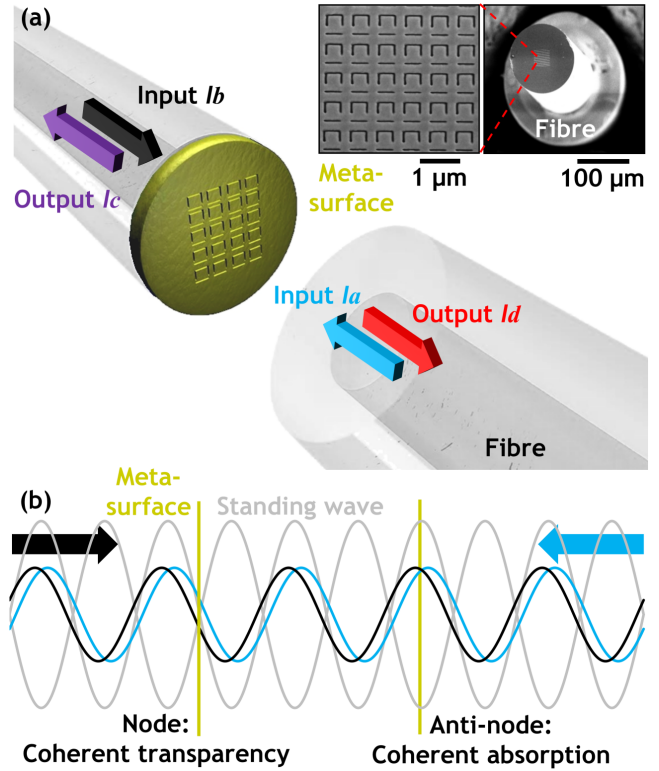 (a)
Input Ib
Output Ic
Meta-
surface
1 µm
Fibre
100 µm
Input Ia
Output Id
Fibre
(b)
Meta-
surface
Standing wave
Node:
Coherent transparency
Anti-node:
Coherent absorption